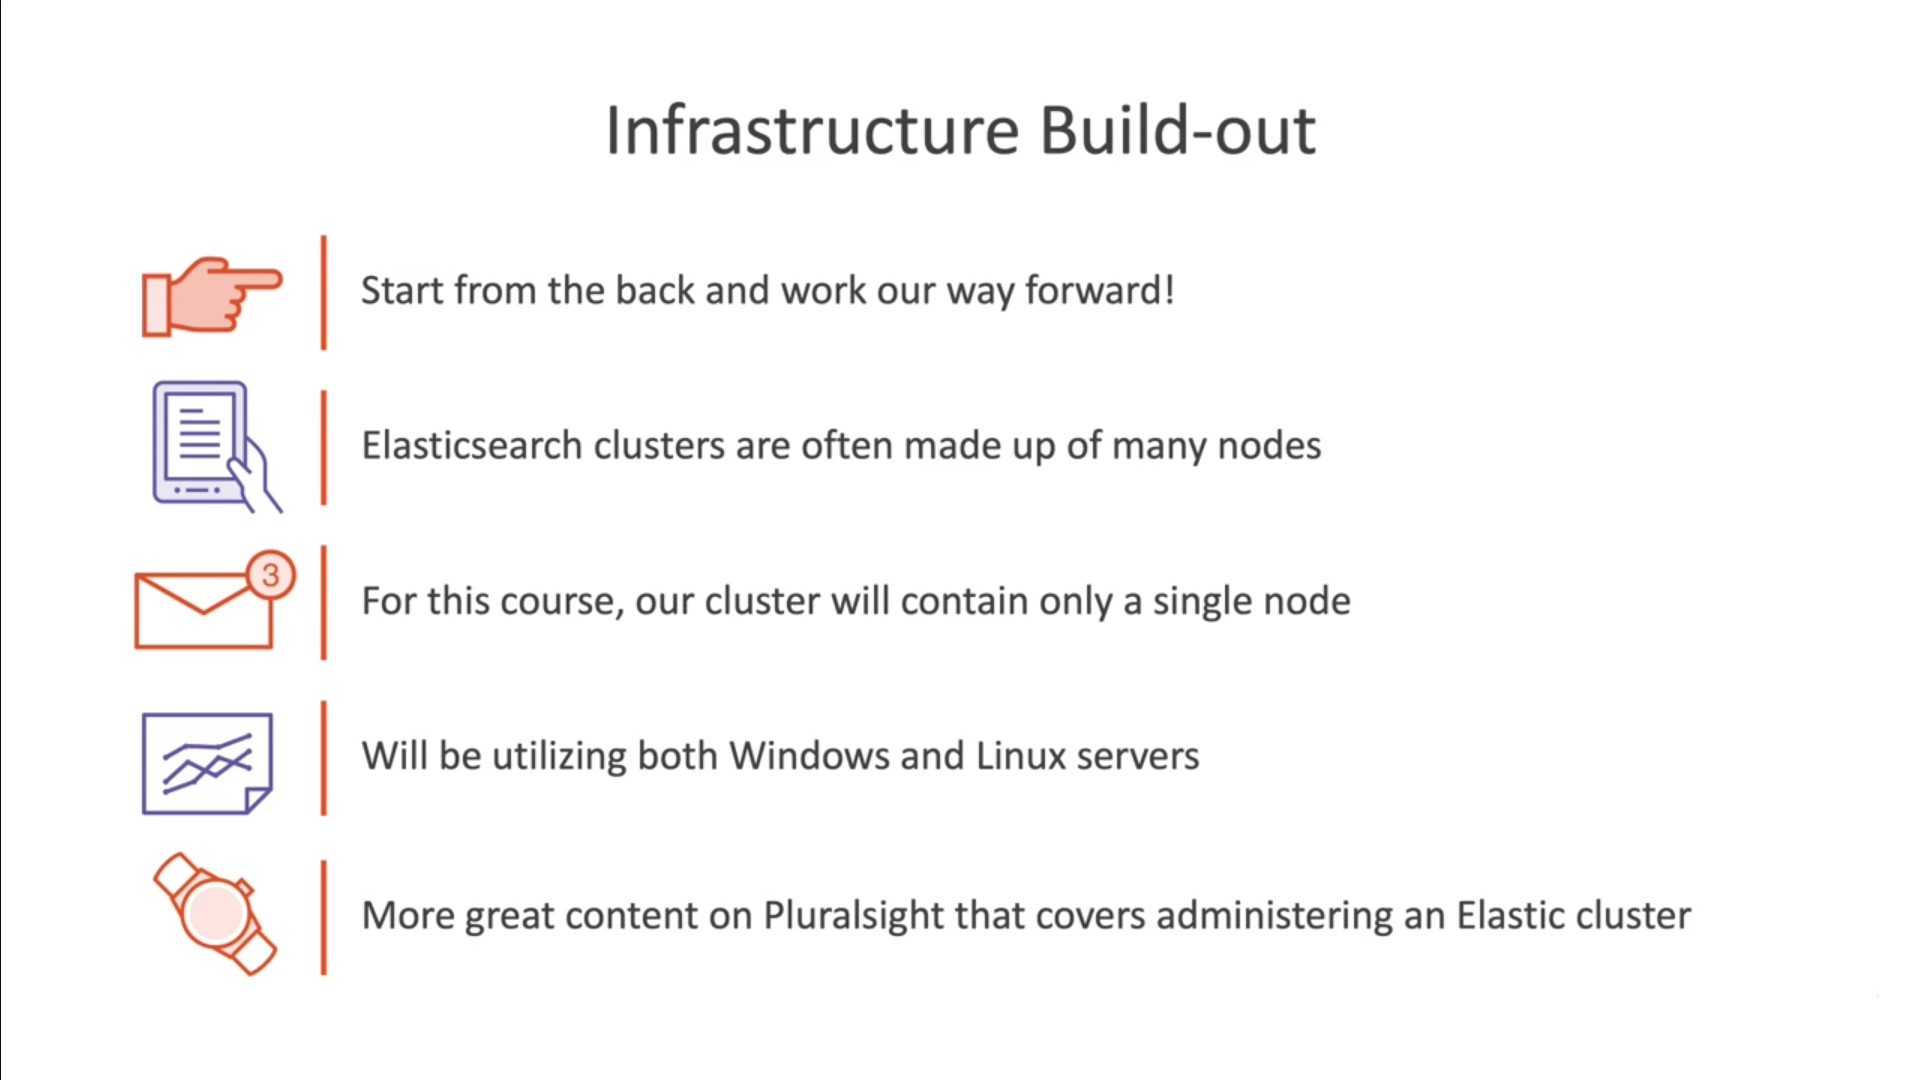 Infrastructure Build-out
Start from the back and work our way forward!
Elasticsearch clusters are often made up of many nodes
3
For this course, our cluster will contain only a single node
Will be utilizing both Windows and Linux servers
More great content on Pluralsight that covers administering an Elastic cluster